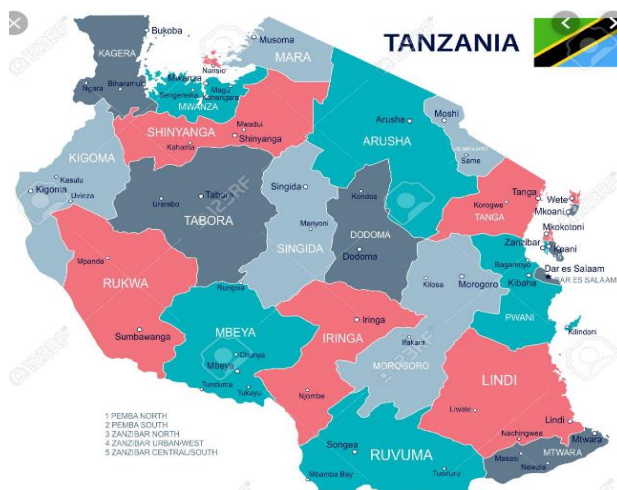 TANZANIA
Bukoba
KAGERA
Ngara
Biharamulo
Musoma
MARA
Nansio
Mwanza
Sengerema
Magu
MWANZA
SHINYANGA
Mwadui
Shinyanga
Kahama
KIGOMA
Kasulu
Kigoma
Uvinza
Urambo
Tabora
TABORA
Singida
Manyoni
SINGIDA
Arusha
ARUSHA
Moshi
Same
Kondoa
DODOMA
Dodoma
Korogwe
Tanga
TANGA
Wete
Mkoani
Mkokotoni
Zanzibar
Koani
Bagamoyo
Dar es Salaam
DAR ES SALAAM
Kibaha
PWANI
Kilindoni
Kilosa
Morogoro
Ifakara
MOROGORO
Mpanda
RUKWA
Sumbawanga
Rungwa
MBEYA
Chunya
Mbeya
Tunduma
Tukuyu
Iringa
IRINGA
Njombe
LINDI
Liwale
Lindi
Nachingwea
Mtwara
MTWARA
Masasi
Newala
Songea
RUVUMA
Mbamba Bay
Tunduru
1 PEMBA NORTH
2 PEMBA SOUTH
3 ZANZIBAR NORTH
4 ZANZIBAR URBAN/WEST
5 ZANZIBAR CENTRAL/SOUTH
123RF